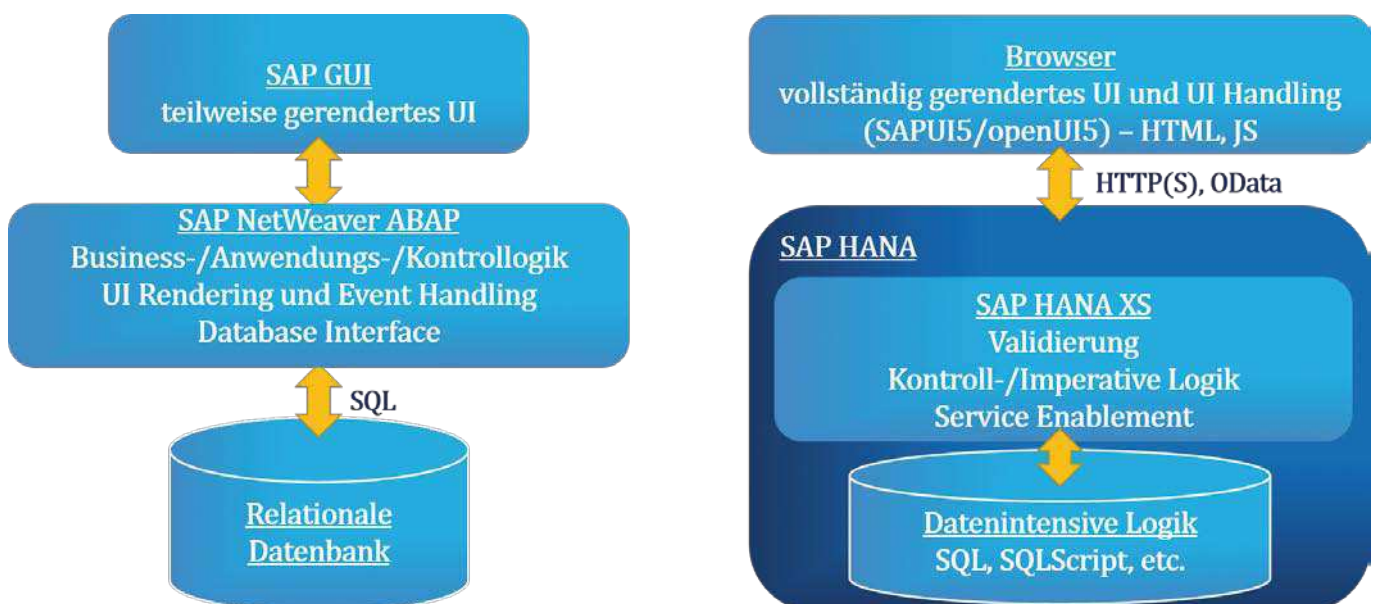 SAP GUI
teilweise gerendertes UI
SAP NetWeaver ABAP
Business-/Anwendungs-/Kontrollogik
UI Rendering und Event Handling
Database Interface
SQL
Relationale
Datenbank
Browser
vollständig gerendertes UI und UI Handling
(SAPUI5/openUI5) – HTML, JS
HTTP(S), OData
SAP HANA
SAP HANA XS
Validierung
Kontroll-/Imperative Logik
Service Enablement
Datenintensive Logik
SQL, SQLScript, etc.